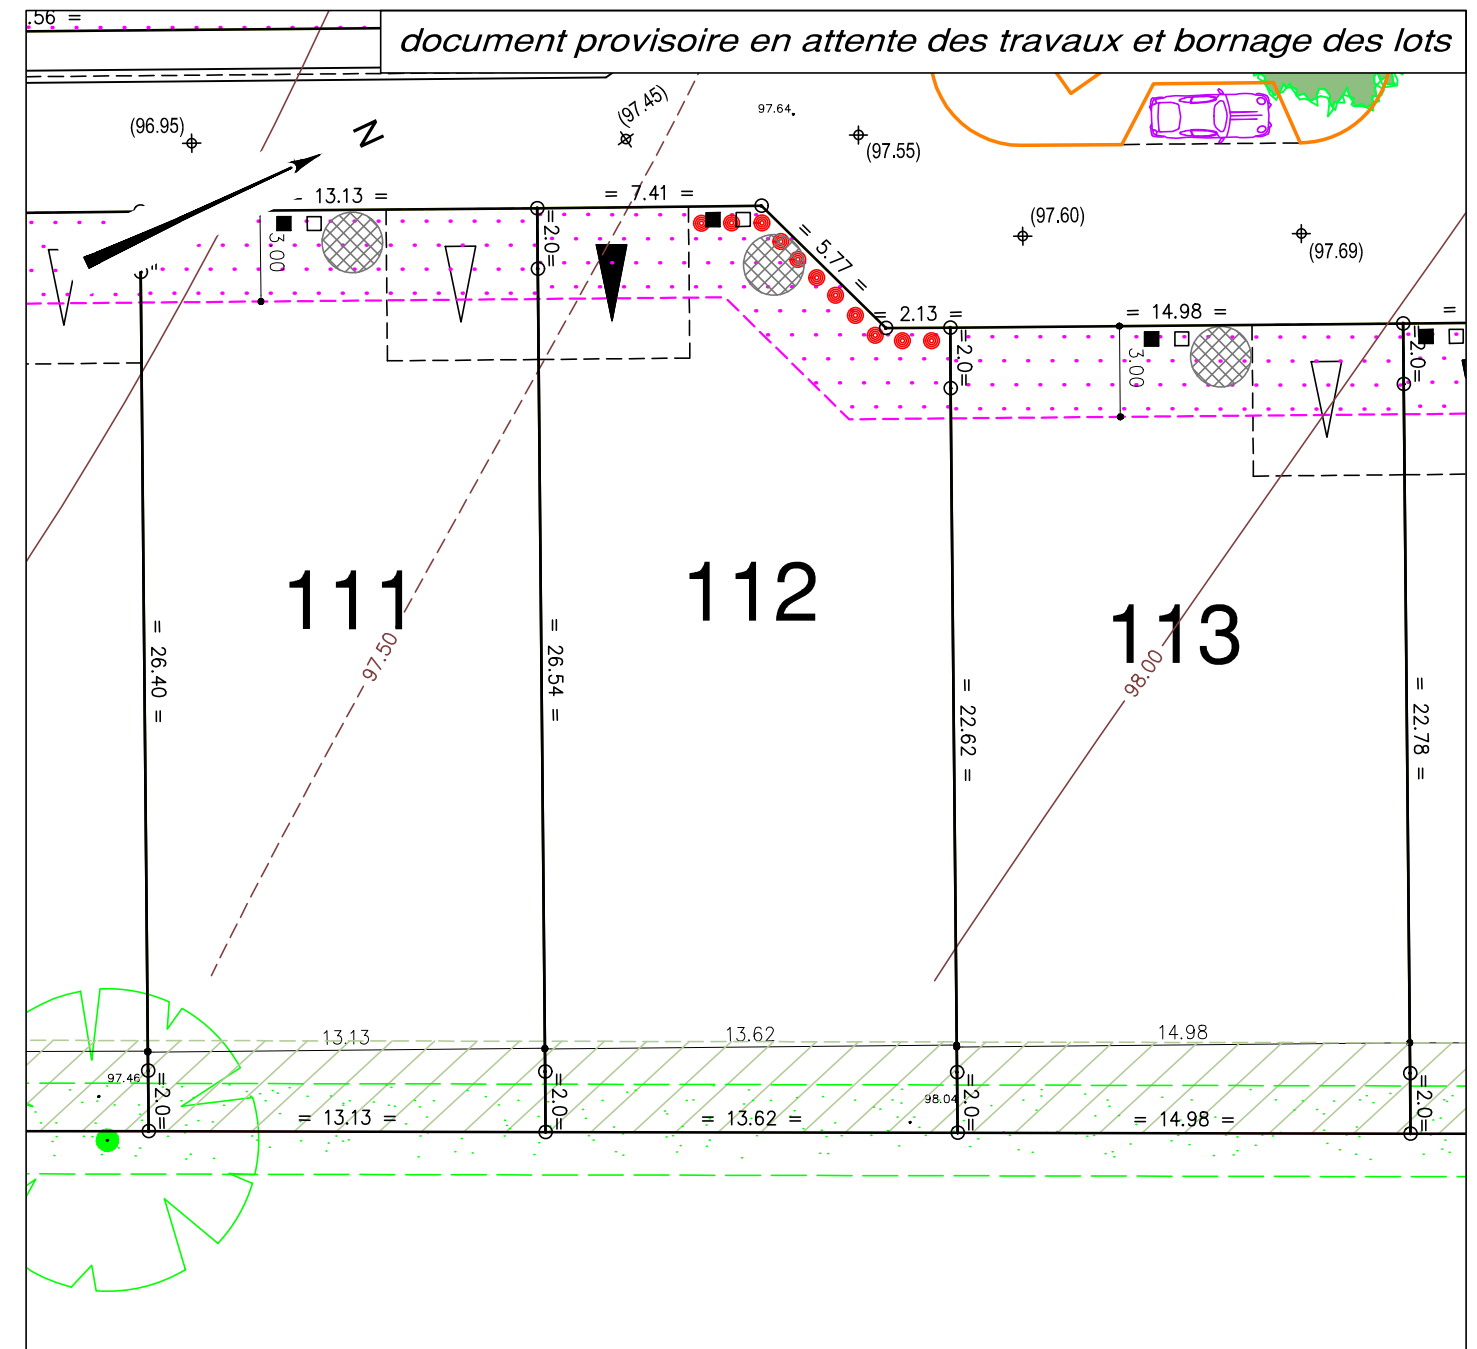 .56 =
document provisoire en attente des travaux et bornage des lots
(96.95)
N
(97.45)
97.64
(97.55)
(97.60)
(97.69)
= 13.13 =
= 7.41 =
= 5.77 =
= 2.13 =
= 14.98 =
=
3.00
=2.0=
=2.0=
3.00
=2.0=
111
112
113
97.50
98.00
= 26.40 =
= 26.54 =
= 22.62 =
= 22.78 =
13.13
13.62
14.98
97.46
98.04
=2.0=
=2.0=
=2.0=
=2.0=
= 13.13 =
= 13.62 =
= 14.98 =